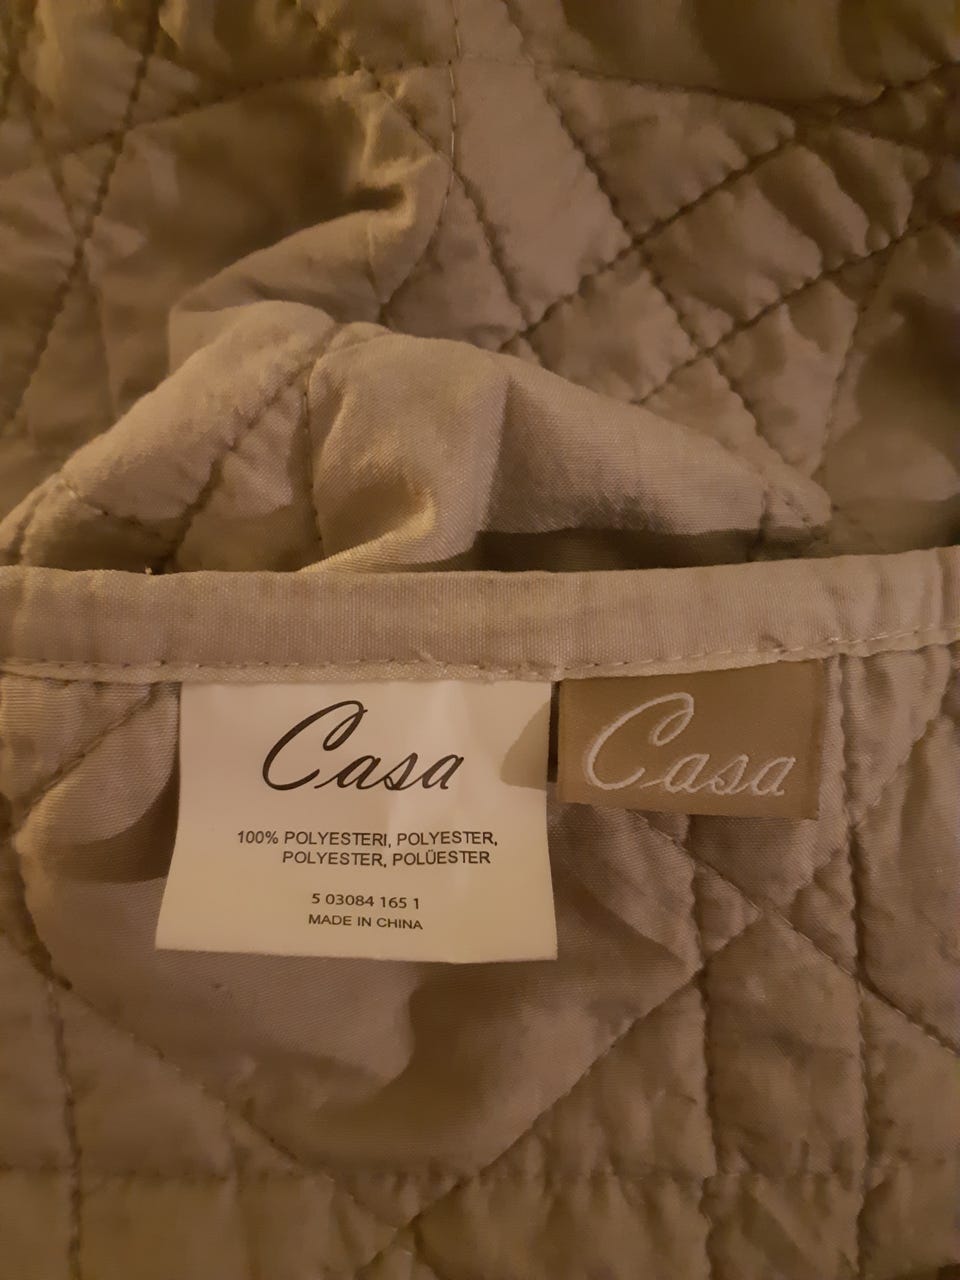 Casa
100% POLYESTERI, POLYESTER,
POLYESTER, POLÜESTER
5 03084 165 1
MADE IN CHINA
Casa